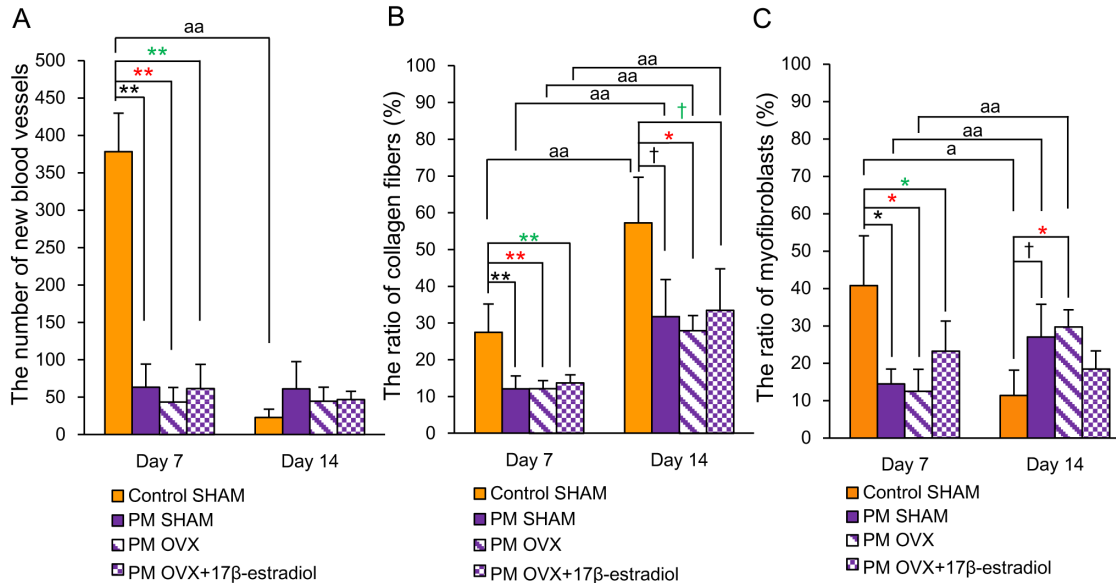 A
The number of new blood vessels
500
450
400
350
300
250
200
150
100
50
0
aa
**
**
**
Day 7
Day 14
Control SHAM
PM SHAM
PM OVX
PM OVX+17β-estradiol
B
The ratio of collagen fibers (%)
100
90
80
70
60
50
40
30
20
10
0
aa
aa
aa
†
*
†
aa
**
**
**
Day 7
Day 14
Control SHAM
PM SHAM
PM OVX
PM OVX+17β-estradiol
C
The ratio of myofibroblasts (%)
100
90
80
70
60
50
40
30
20
10
0
aa
aa
a
*
*
*
*
†
Day 7
Day 14
Control SHAM
PM SHAM
PM OVX
PM OVX+17β-estradiol